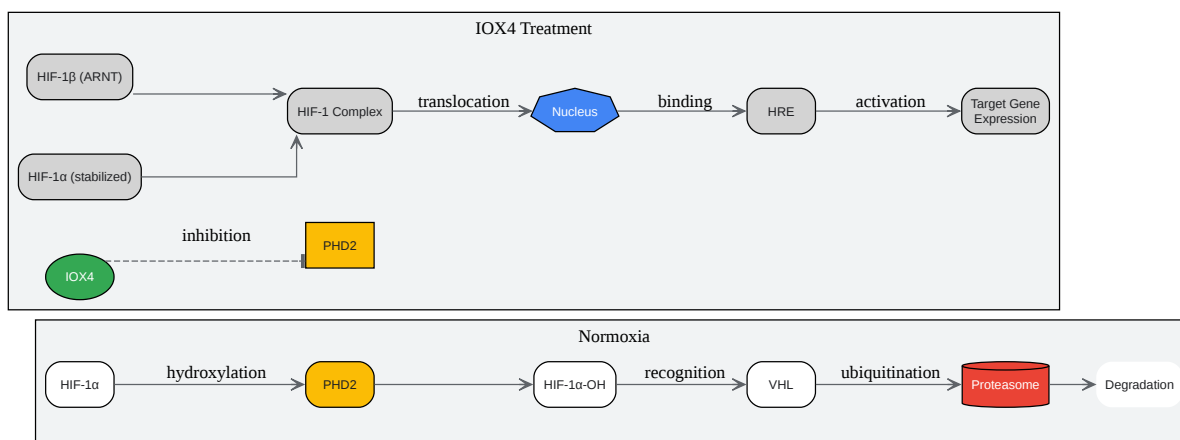 IOX4 Treatment
HIF-1β (ARNT)
HIF-1 Complex
translocation
Nucleus
binding
HRE
activation
Target Gene
Expression
HIF-1α (stabilized)
inhibition
PHD2
IOX4
Normoxia
HIF-1α
hydroxylation
PHD2
HIF-1α-OH
recognition
VHL
ubiquitination
Proteasome
Degradation